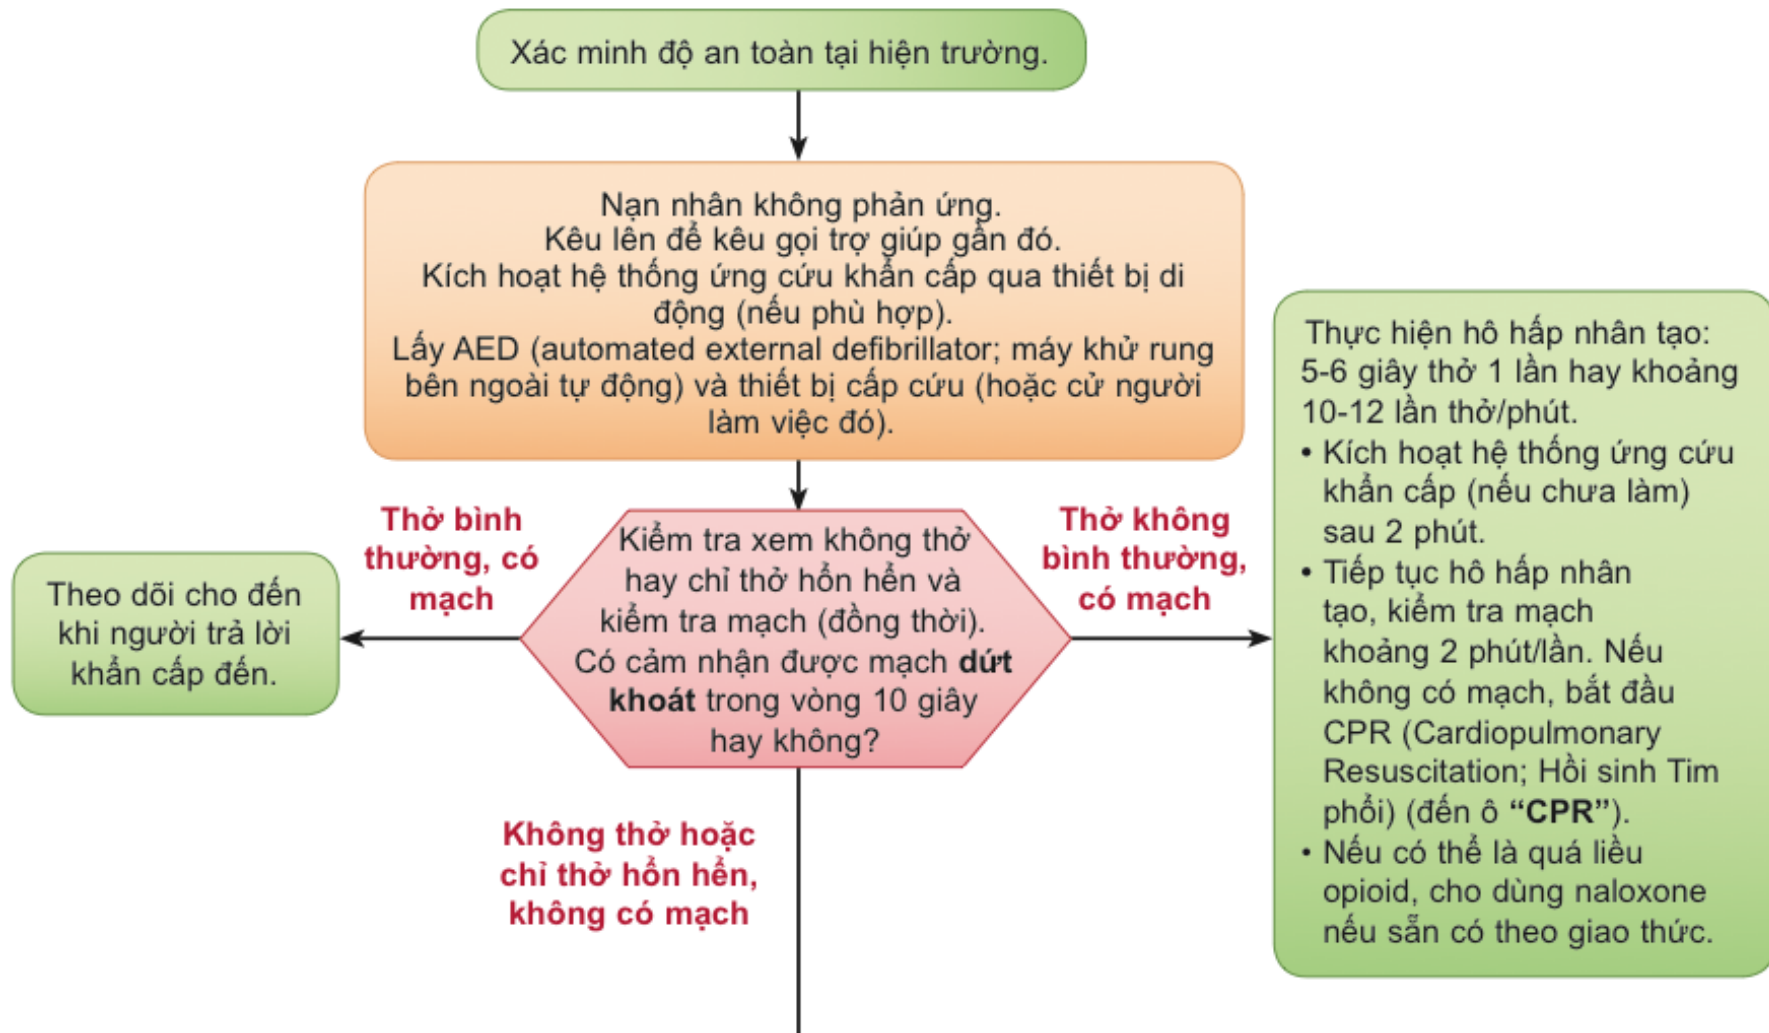 Xác minh độ an toàn tại hiện trường.
Nạn nhân không phản ứng.
Kêu lên để kêu gọi trợ giúp gần đó.
Kích hoạt hệ thống ứng cứu khẩn cấp qua thiết bị di
động (nếu phù hợp).
Lấy AED (automated external defibrillator; máy khử rung
bên ngoài tự động) và thiết bị cấp cứu (hoặc cử người
làm việc đó).
Thở bình
thường, có
mạch
Theo dõi cho đến
khi người trả lời
khẩn cấp đến.
Kiểm tra xem không thở
hay chỉ thở hổn hển và
kiểm tra mạch (đồng thời).
Có cảm nhận được mạch dứt
khoát trong vòng 10 giây
hay không?
Thở không
bình thường,
có mạch
Thực hiện hô hấp nhân tạo:
5-6 giây thở 1 lần hay khoảng
10-12 lần thở/phút.
• Kích hoạt hệ thống ứng cứu
khẩn cấp (nếu chưa làm)
sau 2 phút.
• Tiếp tục hô hấp nhân
tạo, kiểm tra mạch
khoảng 2 phút/lần. Nếu
không có mạch, bắt đầu
CPR (Cardiopulmonary
Resuscitation; Hồi sinh Tim
phổi) (đến ô “CPR”).
• Nếu có thể là quá liều
opioid, cho dùng naloxone
nếu sẵn có theo giao thức.
Không thở hoặc
chỉ thở hổn hển,
không có mạch